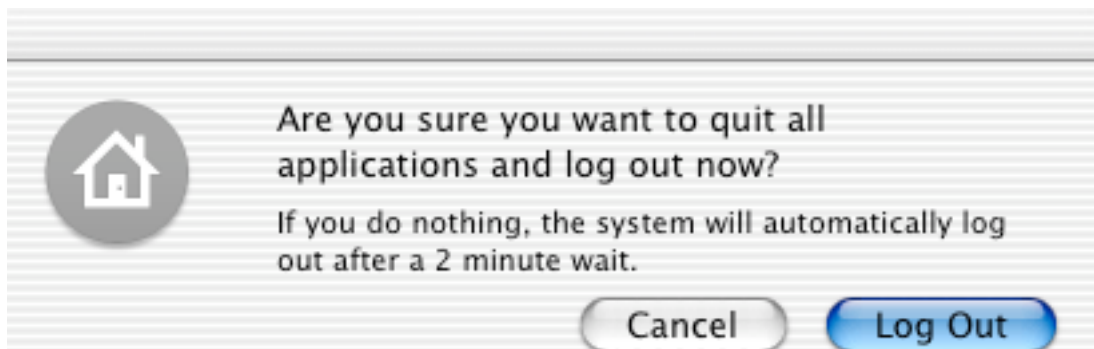 Are you sure you want to quit all
applications and log out now?
If you do nothing, the system will automatically log
out after a 2 minute wait.
Cancel Log Out